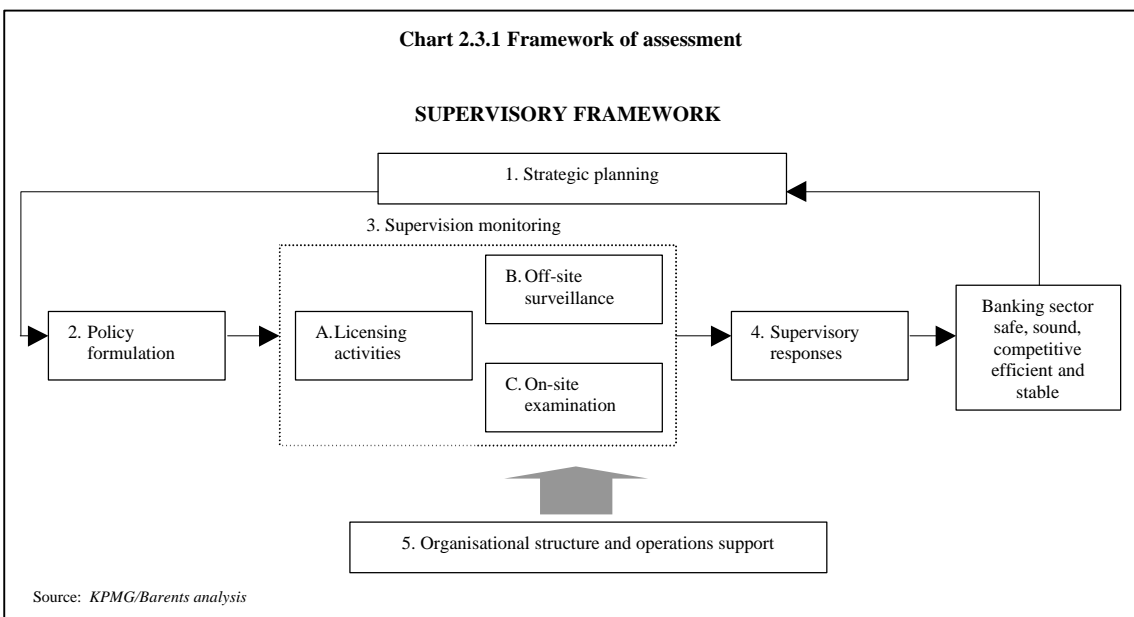 Chart 2.3.1 Framework of assessment
SUPERVISORY FRAMEWORK
1. Strategic planning
3. Supervision monitoring
2. Policy
formulation
A. Licensing
activities
B. Off-site
surveillance
C. On-site
examination
4. Supervisory
responses
Banking sector
safe, sound,
competitive
efficient and
stable
5. Organisational structure and operations support
Source: KPMG/Barents analysis